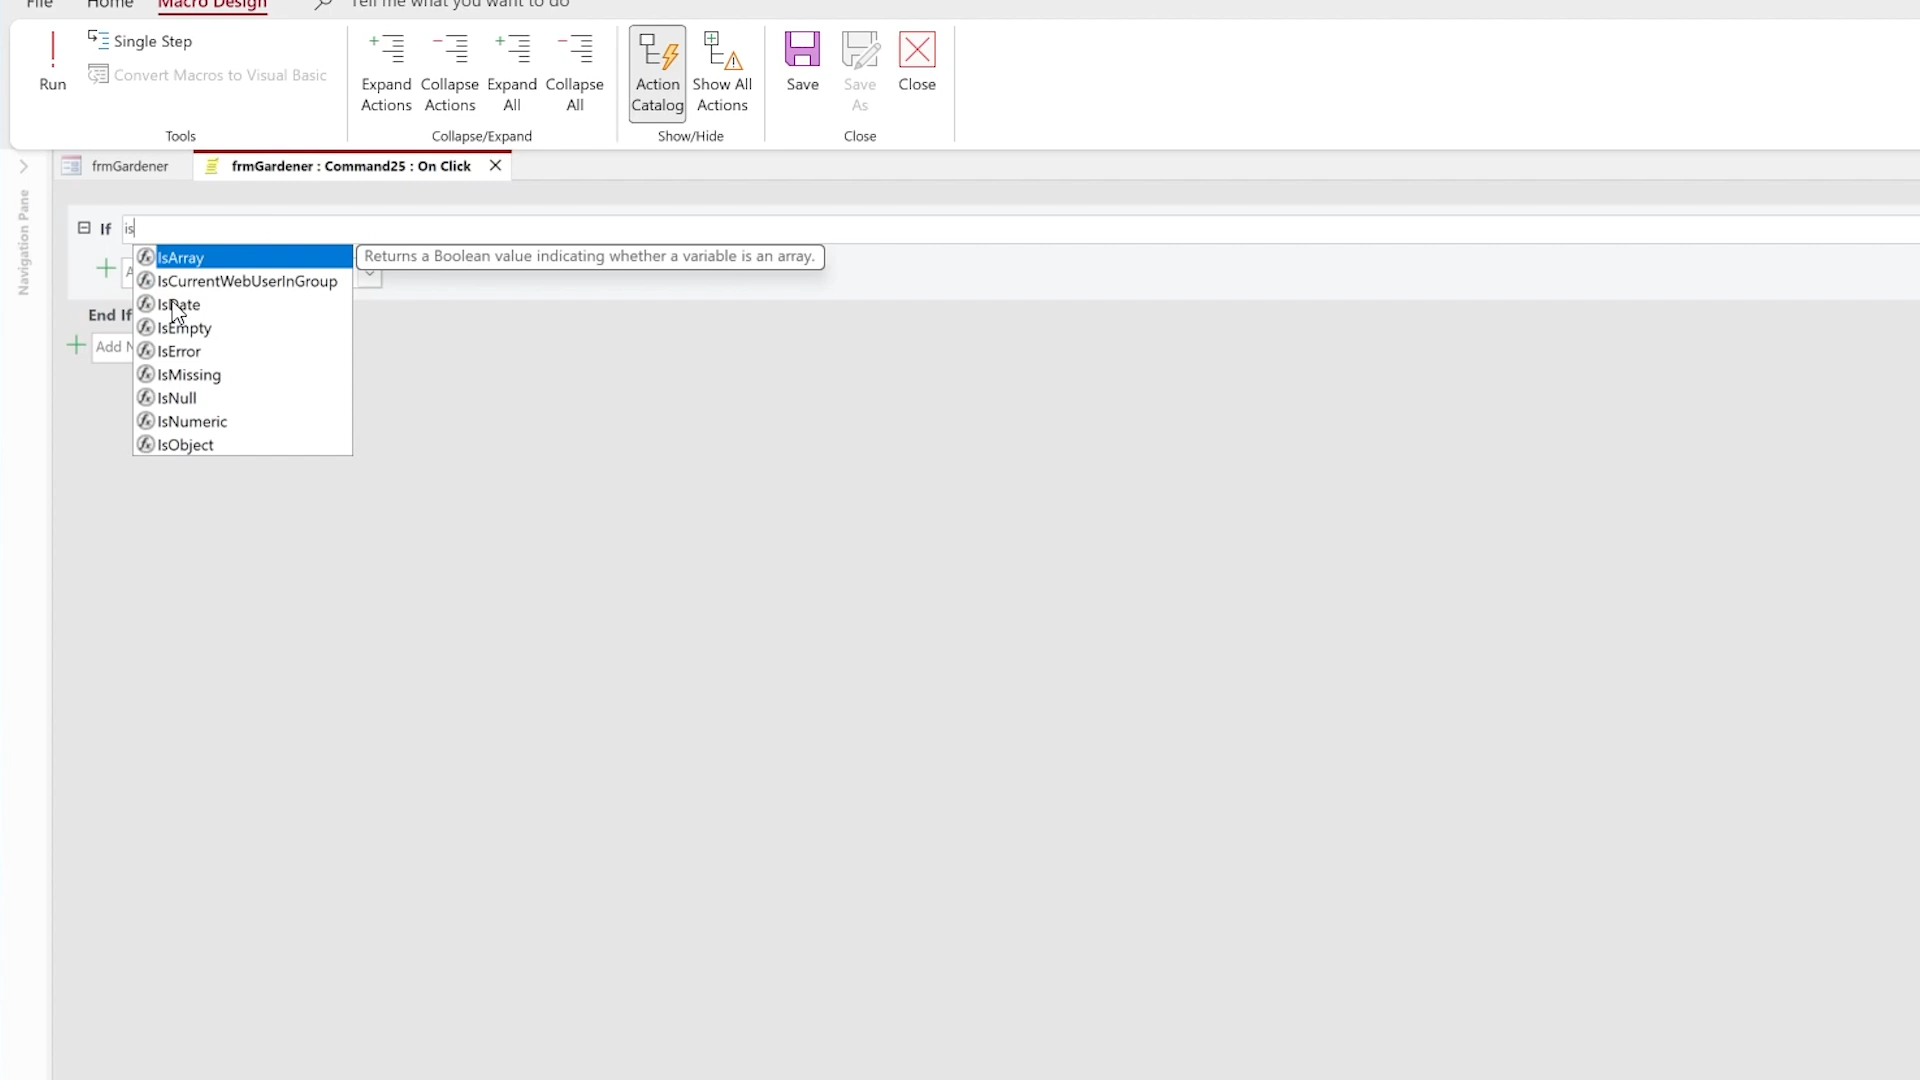 File Home Macro Design Tell me what you want to do
Run
Single Step
Convert Macros to Visual Basic
Tools
Expand Actions
Collapse Actions
Expand All
Collapse All
Collapse/Expand
Action Catalog
Show All Actions
Show/Hide
Save
Save As
Close
Close
Navigation Pane
frmGardener
frmGardener : Command25 : On Click
If is
IsArray
Returns a Boolean value indicating whether a variable is an array.
IsCurrentWebUserInGroup
IsDate
IsEmpty
IsError
IsMissing
IsNull
IsNumeric
IsObject
End If
Add